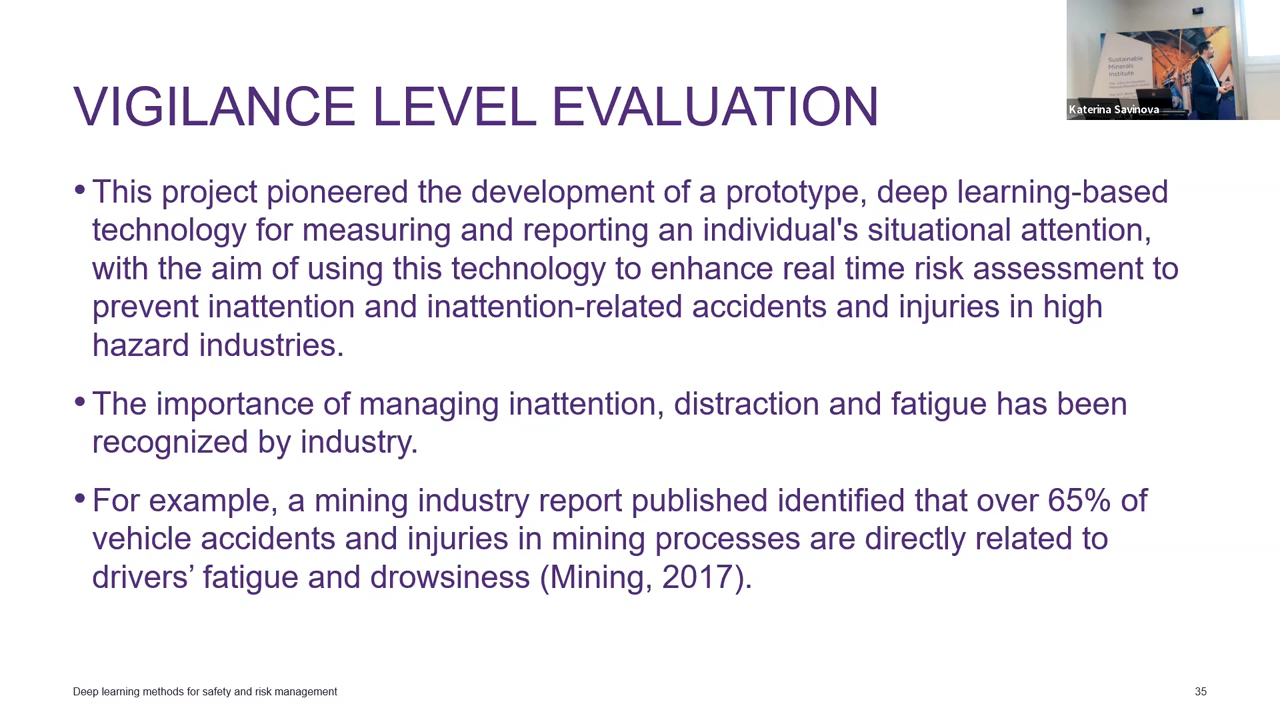 VIGILANCE LEVEL EVALUATION
Sustainable
Minerals
Institute
Katerina Savinova
• This project pioneered the development of a prototype, deep learning-based
technology for measuring and reporting an individual's situational attention,
with the aim of using this technology to enhance real time risk assessment to
prevent inattention and inattention-related accidents and injuries in high
hazard industries.
• The importance of managing inattention, distraction and fatigue has been
recognized by industry.
• For example, a mining industry report published identified that over 65% of
vehicle accidents and injuries in mining processes are directly related to
drivers’ fatigue and drowsiness (Mining, 2017).
Deep learning methods for safety and risk management
35